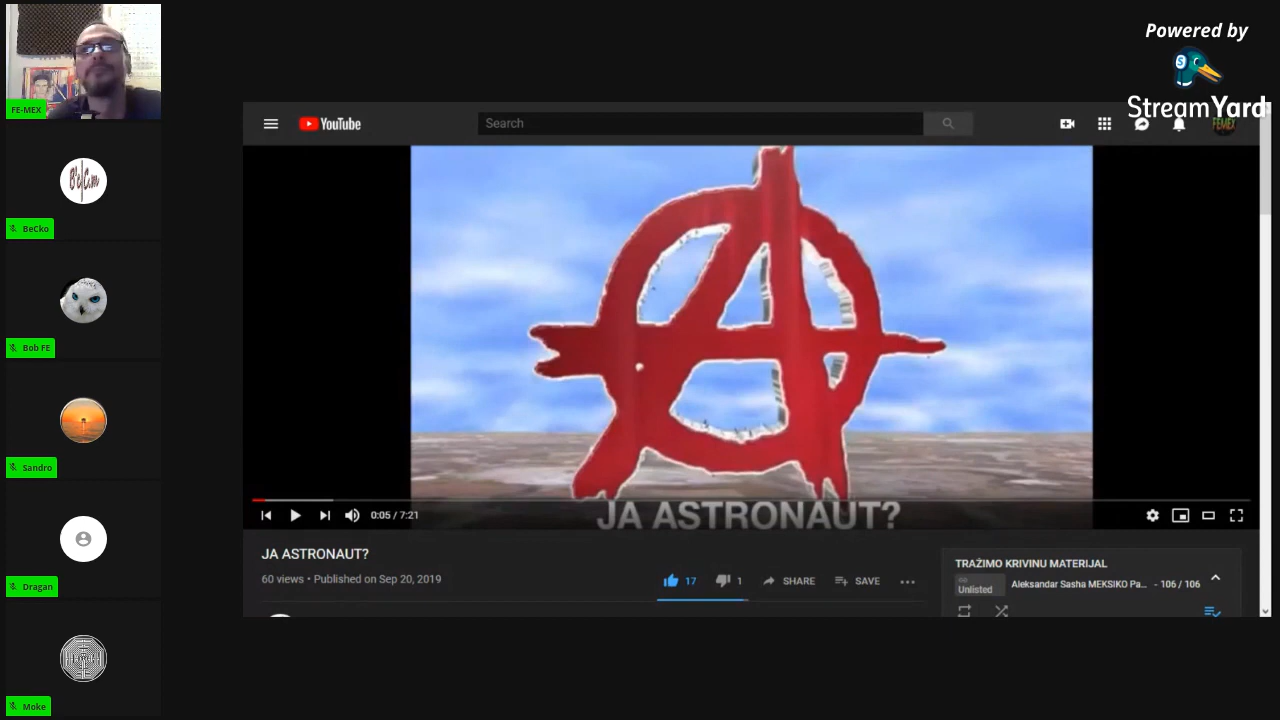 Powered by
StreamYard
FE-MEX
BeCko
Bob FE
Sandro
Dragan
Moke
YouTube
Search
FEMEX
JA ASTRONAUT?
0:05 / 7:21
JA ASTRONAUT?
60 views • Published on Sep 20, 2019
17
1
SHARE
SAVE
TRAŽIMO KRIVINU MATERIJAL
Unlisted
Aleksandar Sasha MEKSIKO Pa... - 106 / 106